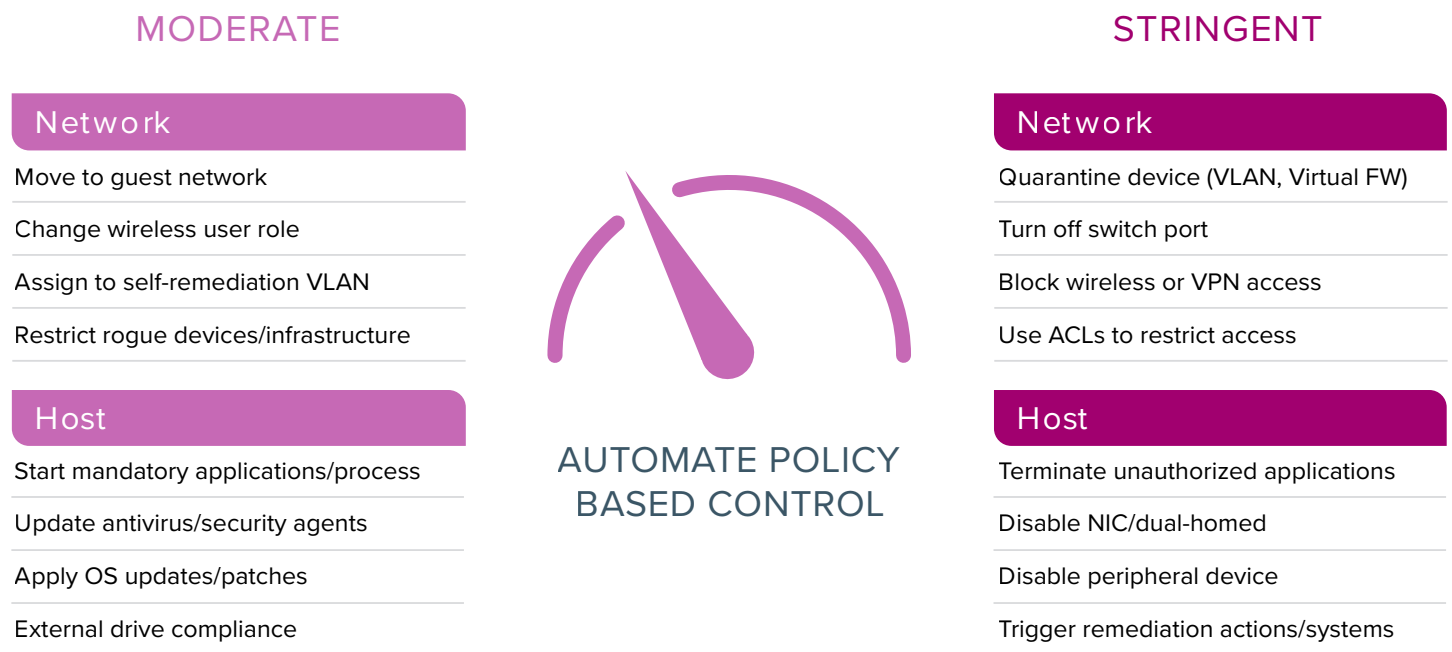 MODERATE
Network
Move to guest network
Change wireless user role
Assign to self-remediation VLAN
Restrict rogue devices/infrastructure
Host
Start mandatory applications/process
Update antivirus/security agents
Apply OS updates/patches
External drive compliance
AUTOMATE POLICY
BASED CONTROL
STRINGENT
Network
Quarantine device (VLAN, Virtual FW)
Turn off switch port
Block wireless or VPN access
Use ACLs to restrict access
Host
Terminate unauthorized applications
Disable NIC/dual-homed
Disable peripheral device
Trigger remediation actions/systems